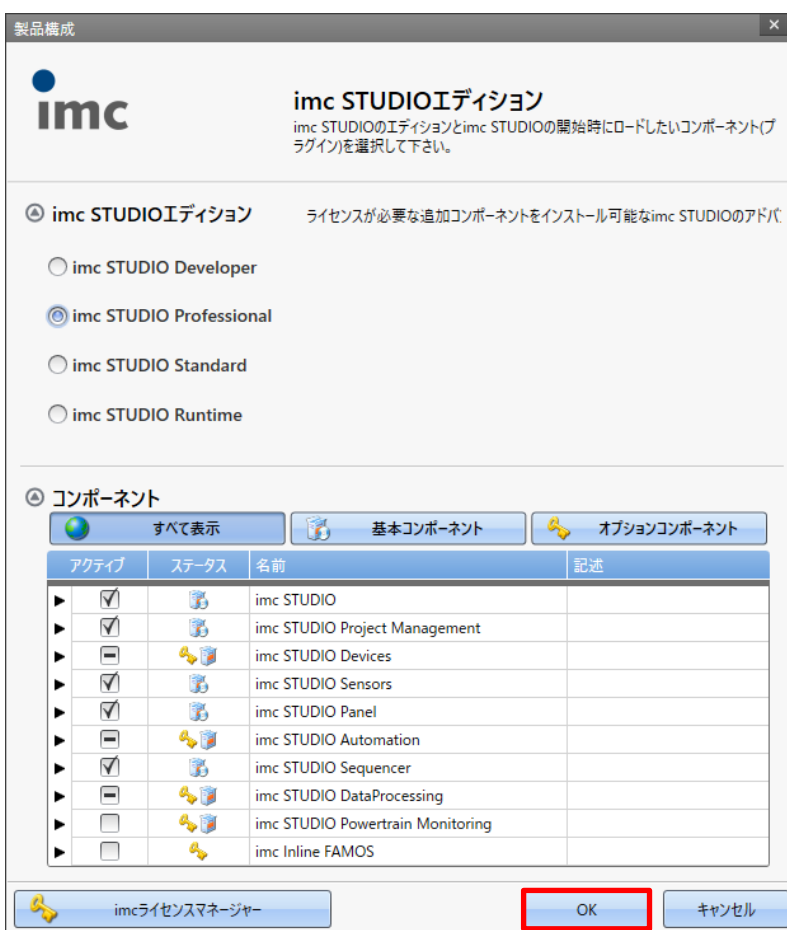 製品構成
imc
imc STUDIOエディション
imc STUDIOのエディションとimc STUDIOの開始時にロードしたいコンポーネント(プ
ラグイン)を選択して下さい。
imc STUDIOエディション
ライセンスが必要な追加コンポーネントをインストール可能なimc STUDIOのアドバ
imc STUDIO Developer
imc STUDIO Professional
imc STUDIO Standard
imc STUDIO Runtime
コンポーネント
すべて表示 基本コンポーネント オプションコンポーネント
アクティブ ステータス 名前 記述
imc STUDIO
imc STUDIO Project Management
imc STUDIO Devices
imc STUDIO Sensors
imc STUDIO Panel
imc STUDIO Automation
imc STUDIO Sequencer
imc STUDIO DataProcessing
imc STUDIO Powertrain Monitoring
imc Inline FAMOS
imcライセンスマネージャー OK キャンセル